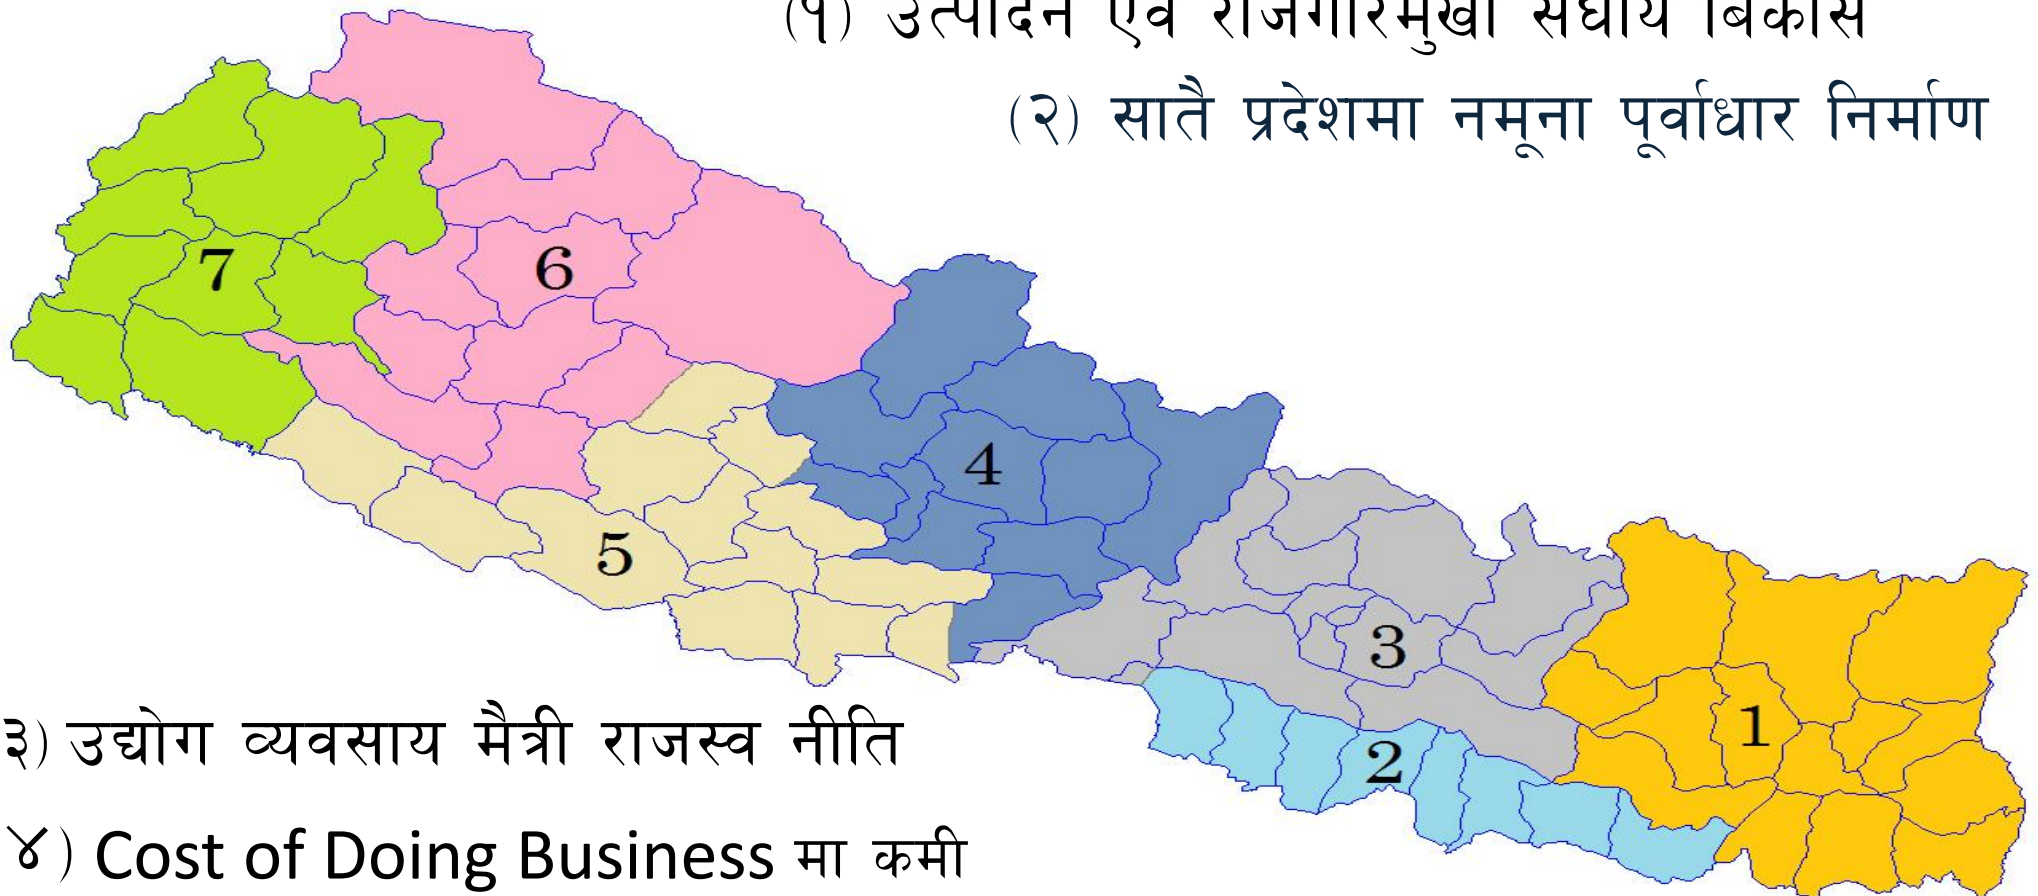 (१) उत्पादन एवं रोजगारमुखी संघीय बिकास
(२) सातै प्रदेशमा नमूना पूर्वाधार निर्माण
7
6
4
5
3
1
2
३) उद्योग व्यवसाय मैत्री राजस्व नीति
४) Cost of Doing Business मा कमी